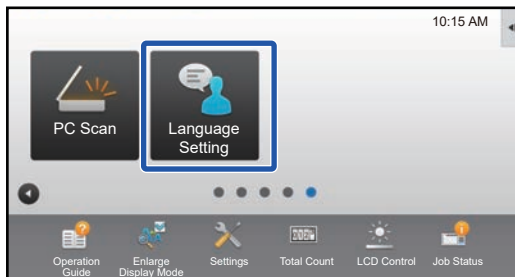 10:15 AM
PC Scan
Language
Setting
Operation
Guide
Enlarge
Display Mode
Settings
Total Count
LCD Control
Job Status